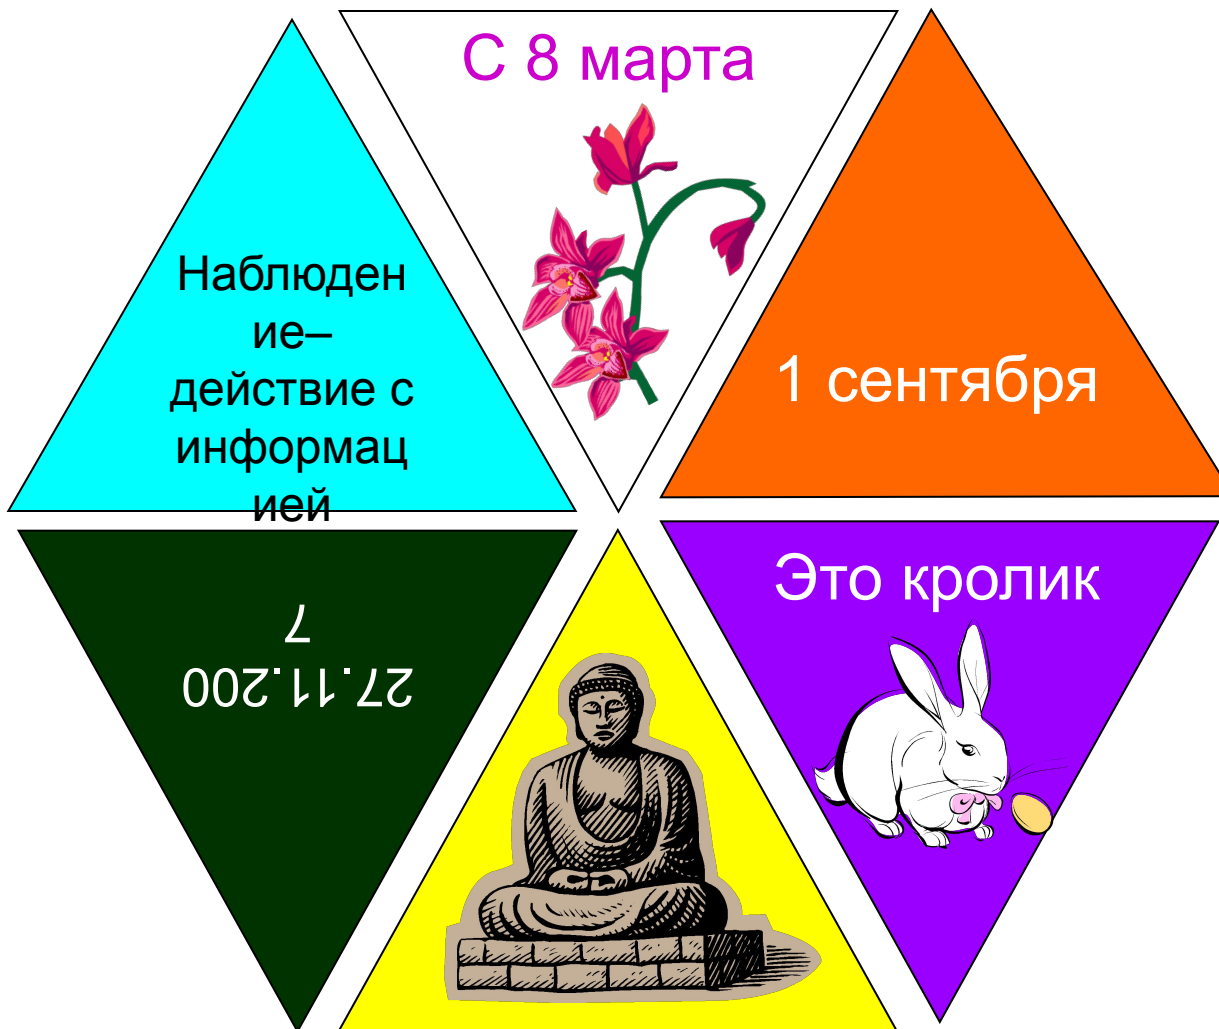 С 8 марта
Наблюден
ие–
действие с
информац
ией
1 сентября
27.11.200
7
Это кролик